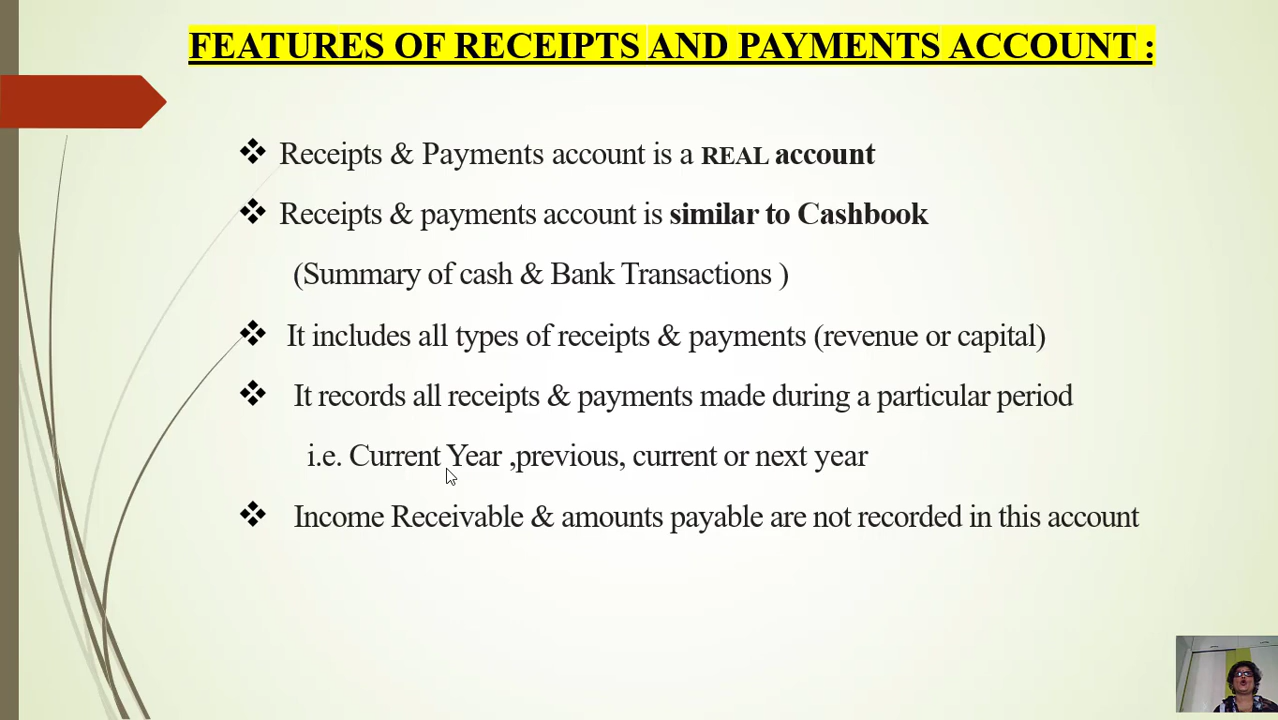 FEATURES OF RECEIPTS AND PAYMENTS ACCOUNT :
Receipts & Payments account is a REAL account
Receipts & payments account is similar to Cashbook
(Summary of cash & Bank Transactions )
It includes all types of receipts & payments (revenue or capital)
It records all receipts & payments made during a particular period
i.e. Current Year ,previous, current or next year
Income Receivable & amounts payable are not recorded in this account